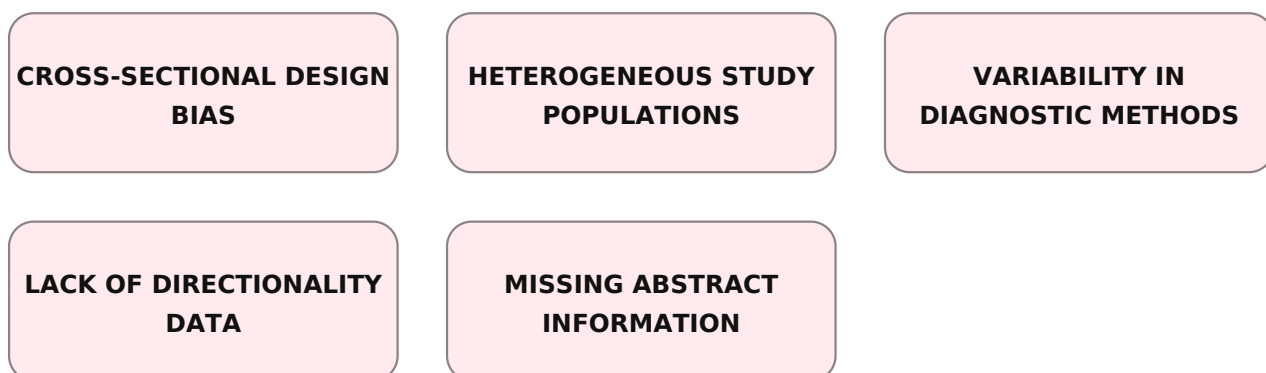 CROSS-SECTIONAL DESIGN
BIAS
HETEROGENEOUS STUDY
POPULATIONS
VARIABILITY IN
DIAGNOSTIC METHODS
LACK OF DIRECTIONALITY
DATA
MISSING ABSTRACT
INFORMATION